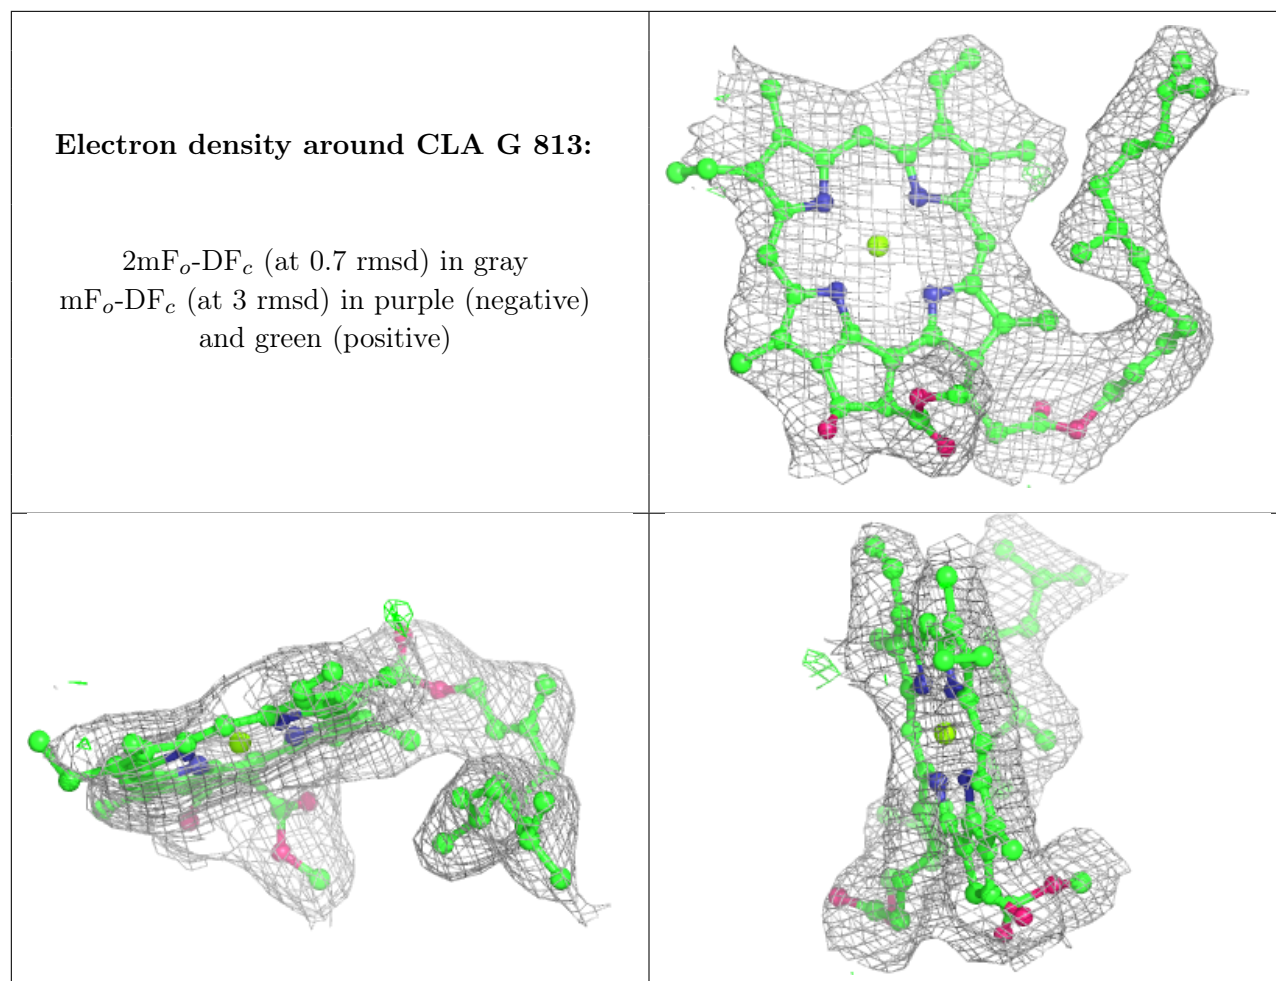 Electron density around CLA G 813:
2mFo-DFc (at 0.7 rmsd) in gray
mFo-DFc (at 3 rmsd) in purple (negative)
and green (positive)